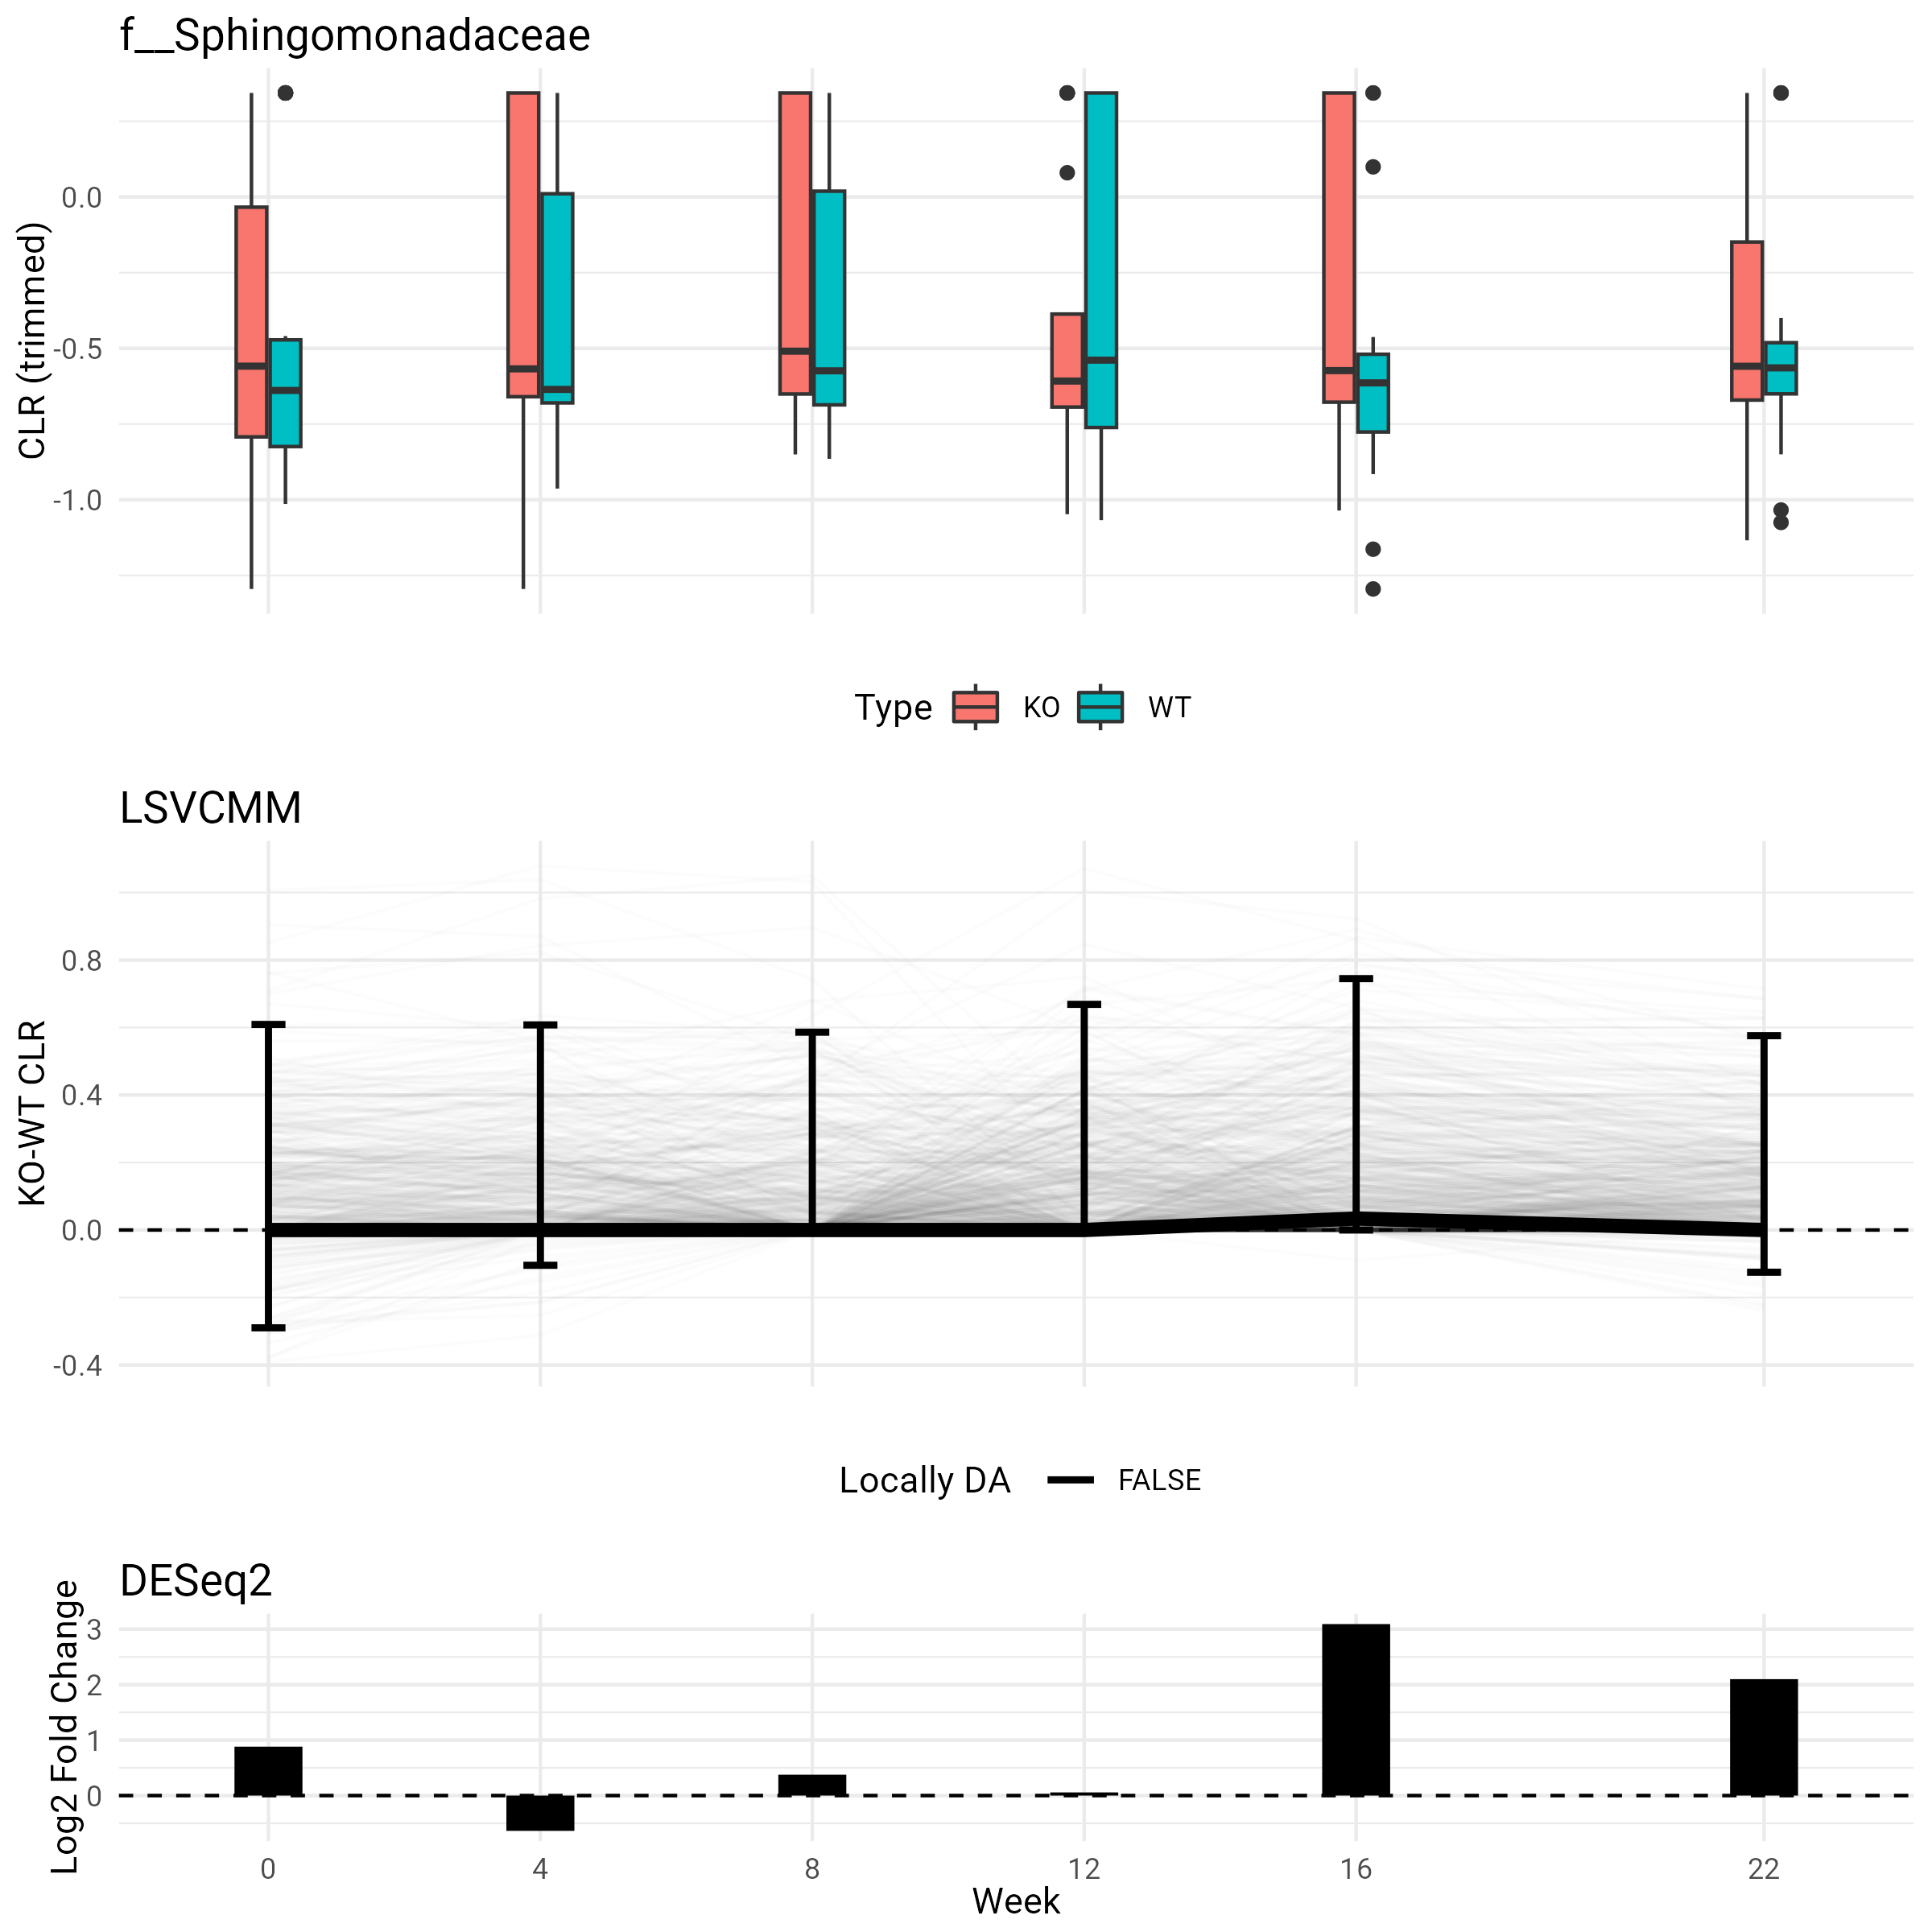 f__Sphingomonadaceae
CLR (trimmed)
0.0
-0.5
-1.0
Type KO WT
LSVCMM
KO-WT CLR
0.8
0.4
0.0
-0.4
Locally DA FALSE
DESeq2
Log2 Fold Change
3
2
1
0
0 4 8 12 16 22
Week